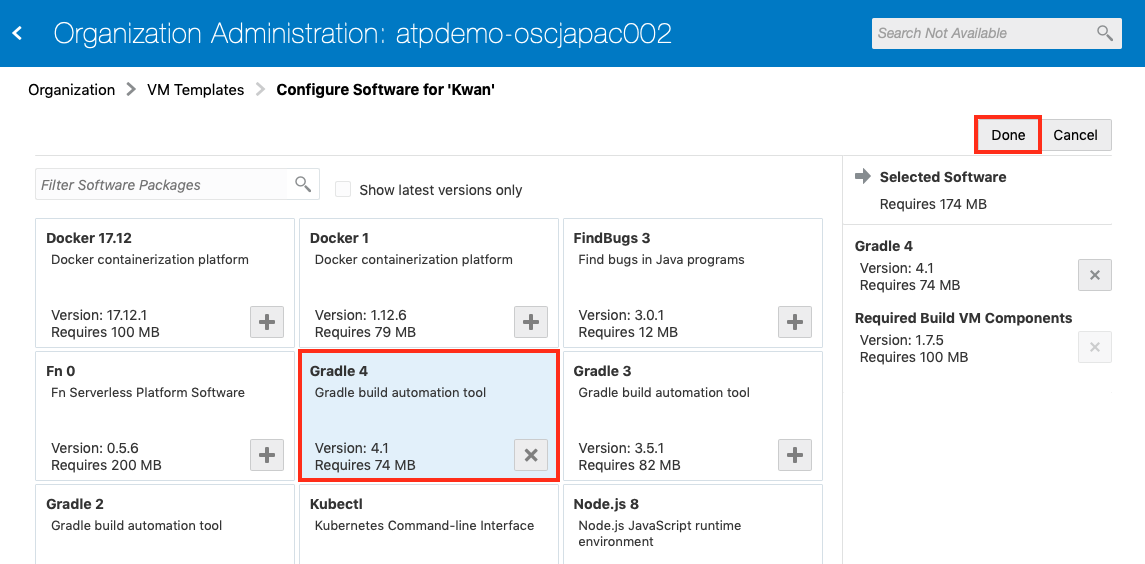 Organization Administration: atpdemo-oscjapac002
Search Not Available
Organization > VM Templates > Configure Software for 'Kwan'
Done
Cancel
Filter Software Packages
Show latest versions only
Docker 17.12
Docker containerization platform
Version: 17.12.1
Requires 100 MB
Docker 1
Docker containerization platform
Version: 1.12.6
Requires 79 MB
FindBugs 3
Find bugs in Java programs
Version: 3.0.1
Requires 12 MB
Fn 0
Fn Serverless Platform Software
Version: 0.5.6
Requires 200 MB
Gradle 4
Gradle build automation tool
Version: 4.1
Requires 74 MB
Gradle 3
Gradle build automation tool
Version: 3.5.1
Requires 82 MB
Gradle 2
Gradle build automation tool
Kubectl
Kubernetes Command-line Interface
Node.js 8
Node.js JavaScript runtime
environment
Selected Software
Requires 174 MB
Gradle 4
Version: 4.1
Requires 74 MB
Required Build VM Components
Version: 1.7.5
Requires 100 MB